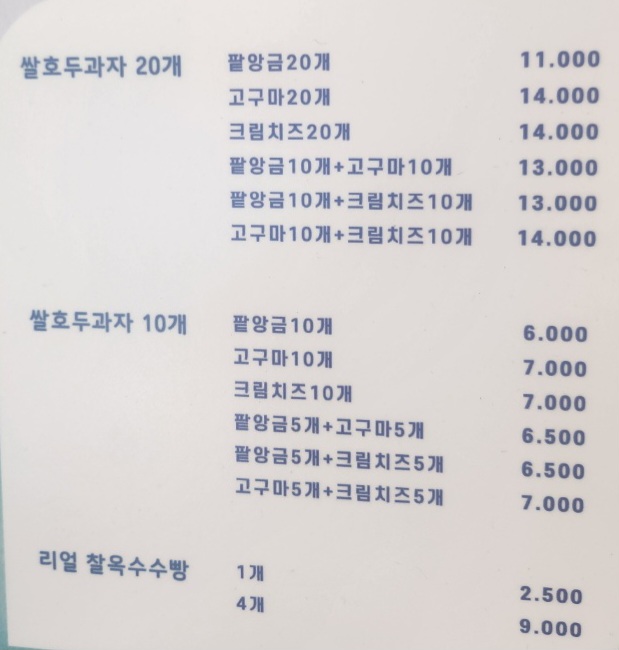 쌀호두과자 20개 팥앙금20개 11.000
고구마20개 14.000
크림치즈20개 14.000
팥앙금10개+고구마10개 13.000
팥앙금10개+크림치즈10개 13.000
고구마10개+크림치즈10개 14.000
쌀호두과자 10개 팥앙금10개 6.000
고구마10개 7.000
크림치즈10개 7.000
팥앙금5개+고구마5개 6.500
팥앙금5개+크림치즈5개 6.500
고구마5개+크림치즈5개 7.000
리얼 찰옥수수빵 1개 2.500
4개 9.000